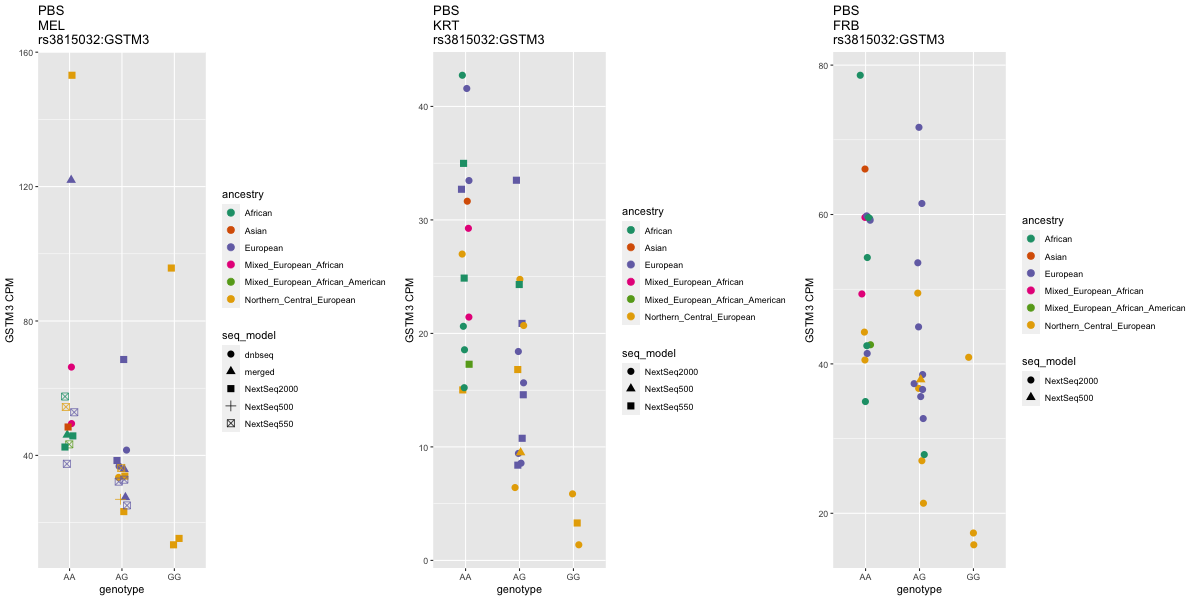 PBS
MEL
rs3815032:GSTM3
160
120
80
40
GSTM3 CPM
AA
AG
GG
genotype
ancestry
African
Asian
European
Mixed_European_African
Mixed_European_African_American
Northern_Central_European
seq_model
dnbseq
merged
NextSeq2000
NextSeq500
NextSeq550
PBS
KRT
rs3815032:GSTM3
40
30
20
10
0
GSTM3 CPM
AA
AG
GG
genotype
ancestry
African
Asian
European
Mixed_European_African
Mixed_European_African_American
Northern_Central_European
seq_model
NextSeq2000
NextSeq500
NextSeq550
PBS
FRB
rs3815032:GSTM3
80
60
40
20
GSTM3 CPM
AA
AG
GG
genotype
ancestry
African
Asian
European
Mixed_European_African
Mixed_European_African_American
Northern_Central_European
seq_model
NextSeq2000
NextSeq500